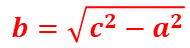 b = √(c² − a²)